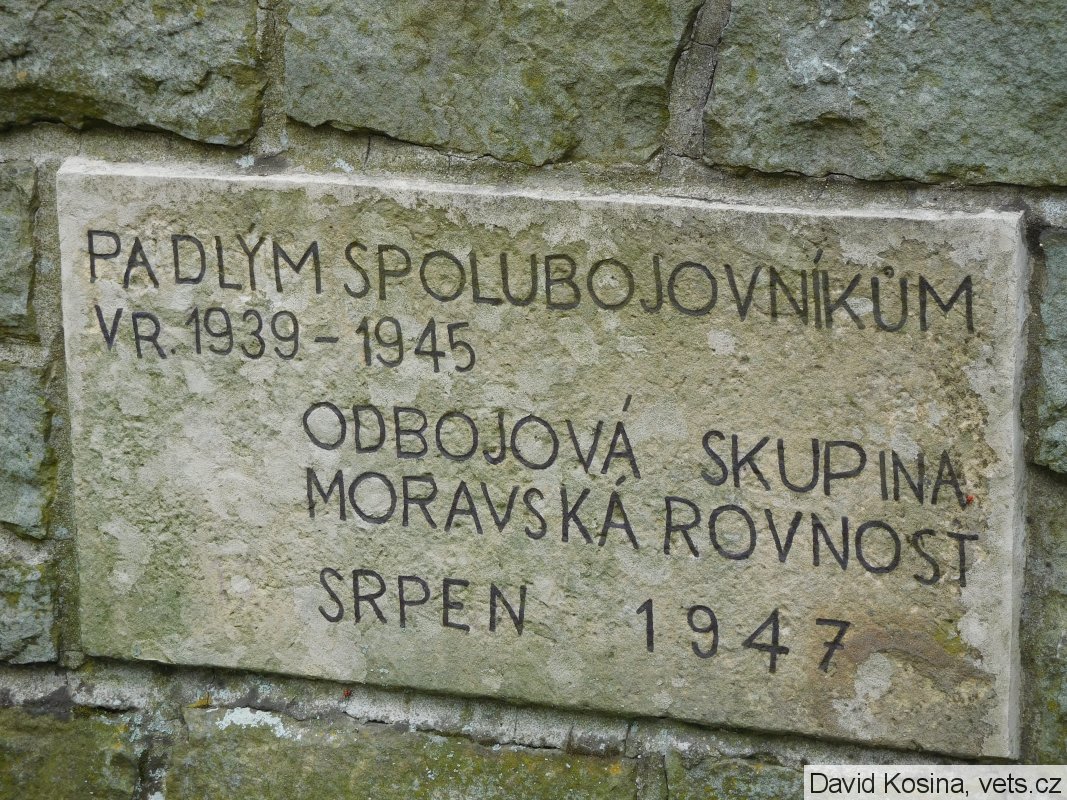 PADLÝM SPOLUBOJOVNÍKŮM
V R. 1939 - 1945
ODBOJOVÁ SKUPINA
MORAVSKÁ ROVNOST
SRPEN 1947
David Kosina, vets.cz